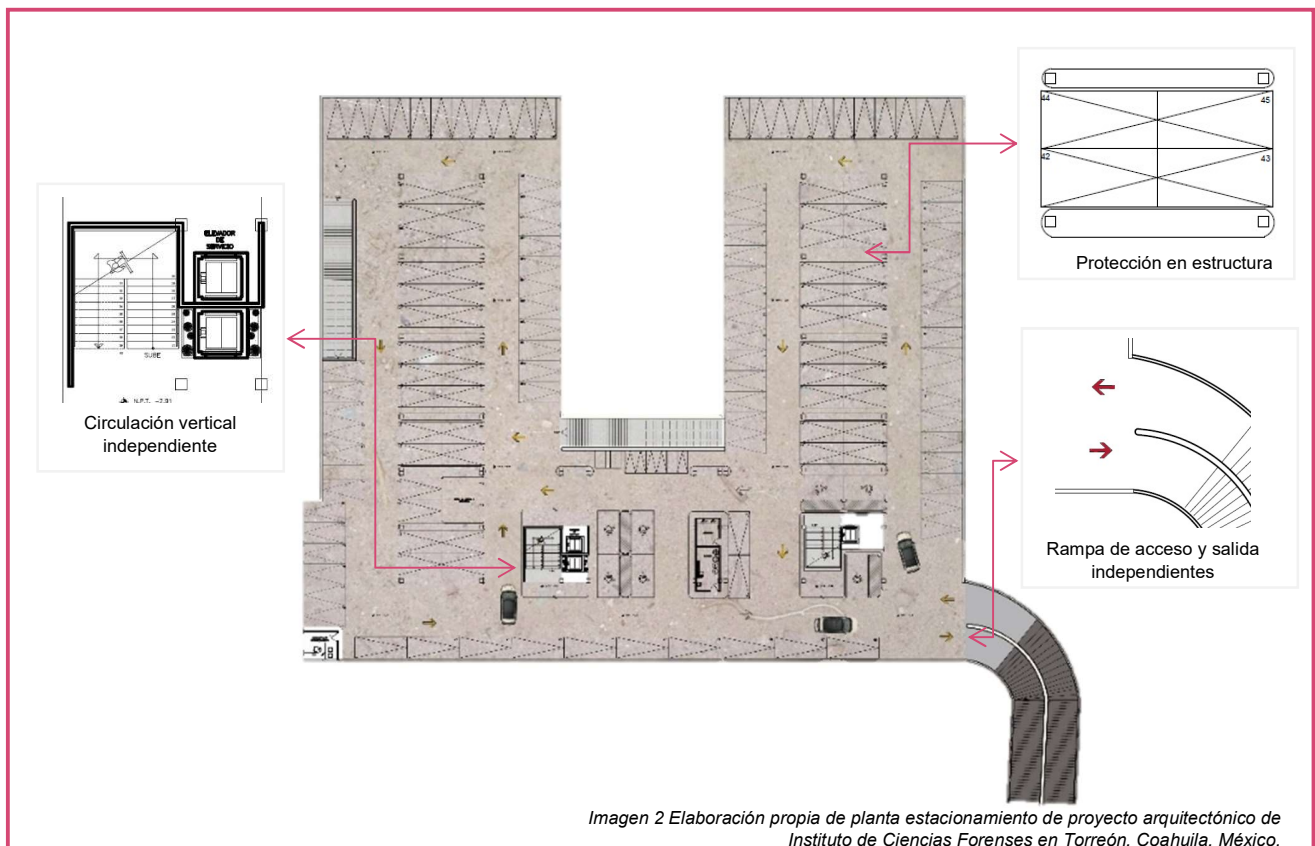 44
45
42
43
Protección en estructura
ELEVADOR
DE
SERVICIO
SUBE
N.P.T. -2.91
Circulación vertical
independiente
Rampa de acceso y salida
independientes
Imagen 2 Elaboración propia de planta estacionamiento de proyecto arquitectónico de
Instituto de Ciencias Forenses en Torreón, Coahuila, México.